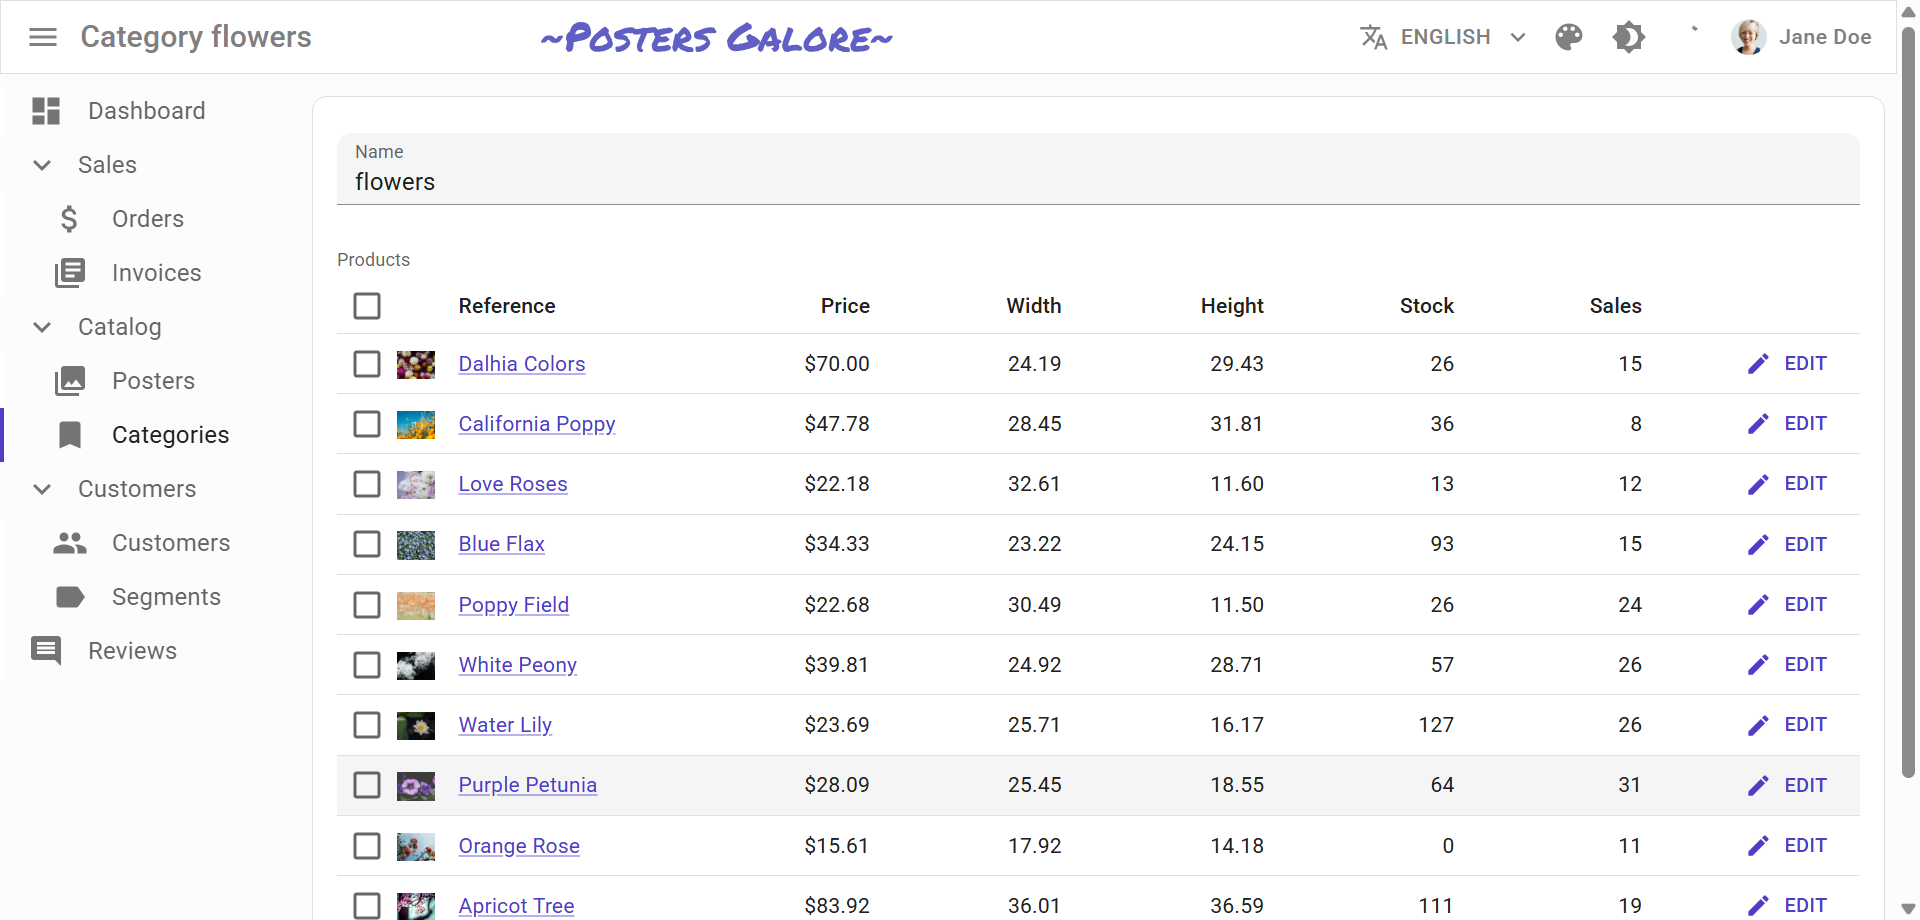 Category flowers
~Posters Galore~
ENGLISH
Jane Doe
Dashboard
Sales
Orders
Invoices
Catalog
Posters
Categories
Customers
Customers
Segments
Reviews
Name
flowers
Products
Reference Price Width Height Stock Sales
Dalhia Colors $70.00 24.19 29.43 26 15 EDIT
California Poppy $47.78 28.45 31.81 36 8 EDIT
Love Roses $22.18 32.61 11.60 13 12 EDIT
Blue Flax $34.33 23.22 24.15 93 15 EDIT
Poppy Field $22.68 30.49 11.50 26 24 EDIT
White Peony $39.81 24.92 28.71 57 26 EDIT
Water Lily $23.69 25.71 16.17 127 26 EDIT
Purple Petunia $28.09 25.45 18.55 64 31 EDIT
Orange Rose $15.61 17.92 14.18 0 11 EDIT
Apricot Tree $83.92 36.01 36.59 111 19 EDIT